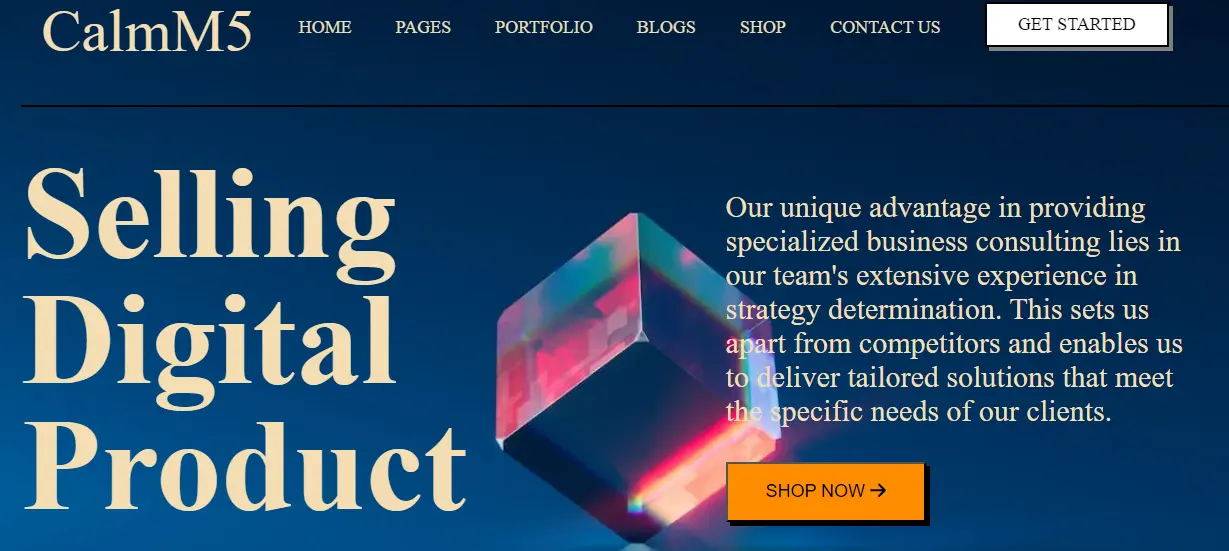 CalmM5
HOME PAGES PORTFOLIO BLOGS SHOP CONTACT US GET STARTED
Selling
Digital
Product
Our unique advantage in providing
specialized business consulting lies in
our team's extensive experience in
strategy determination. This sets us
apart from competitors and enables us
to deliver tailored solutions that meet
the specific needs of our clients.
SHOP NOW →